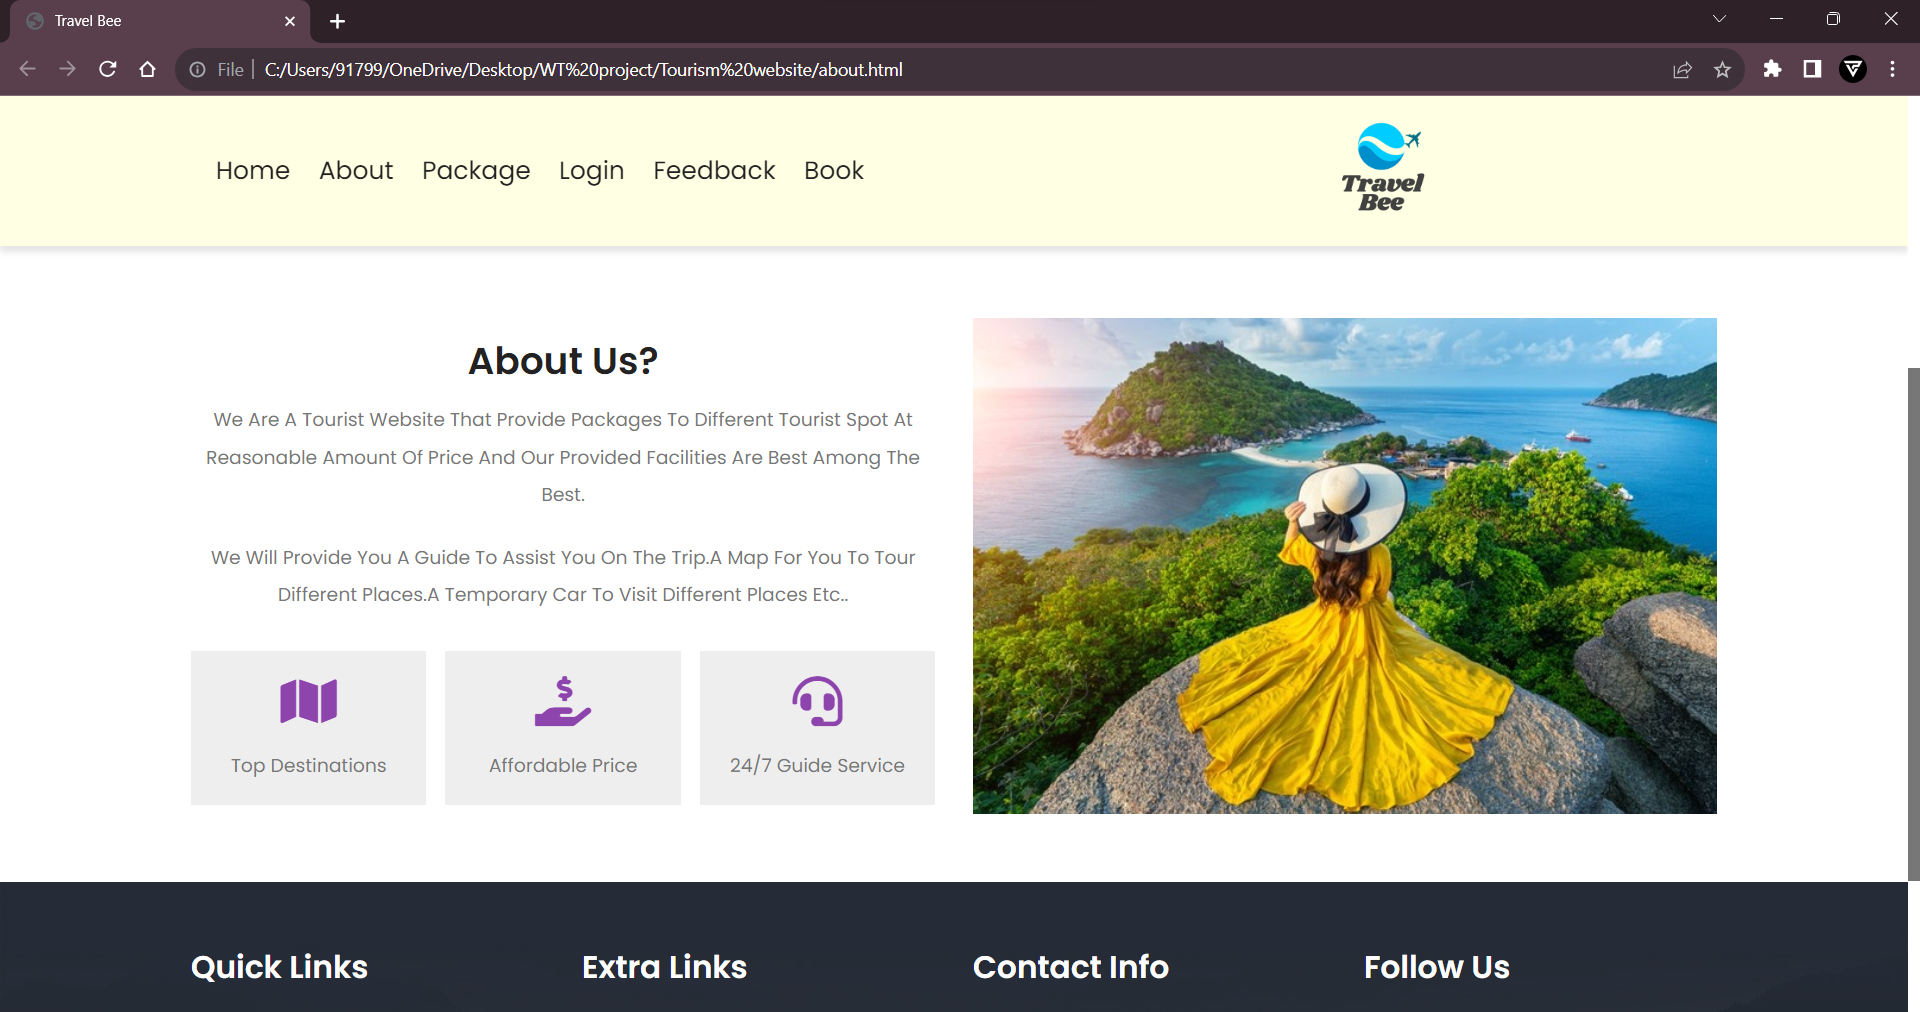 Travel Bee
File
C:/Users/91799/OneDrive/Desktop/WT%20project/Tourism%20website/about.html
Home About Package Login Feedback Book
Travel
Bee
About Us?
We Are A Tourist Website That Provide Packages To Different Tourist Spot At
Reasonable Amount Of Price And Our Provided Facilities Are Best Among The
Best.
We Will Provide You A Guide To Assist You On The Trip.A Map For You To Tour
Different Places.A Temporary Car To Visit Different Places Etc..
Top Destinations
Affordable Price
24/7 Guide Service
Quick Links
Extra Links
Contact Info
Follow Us